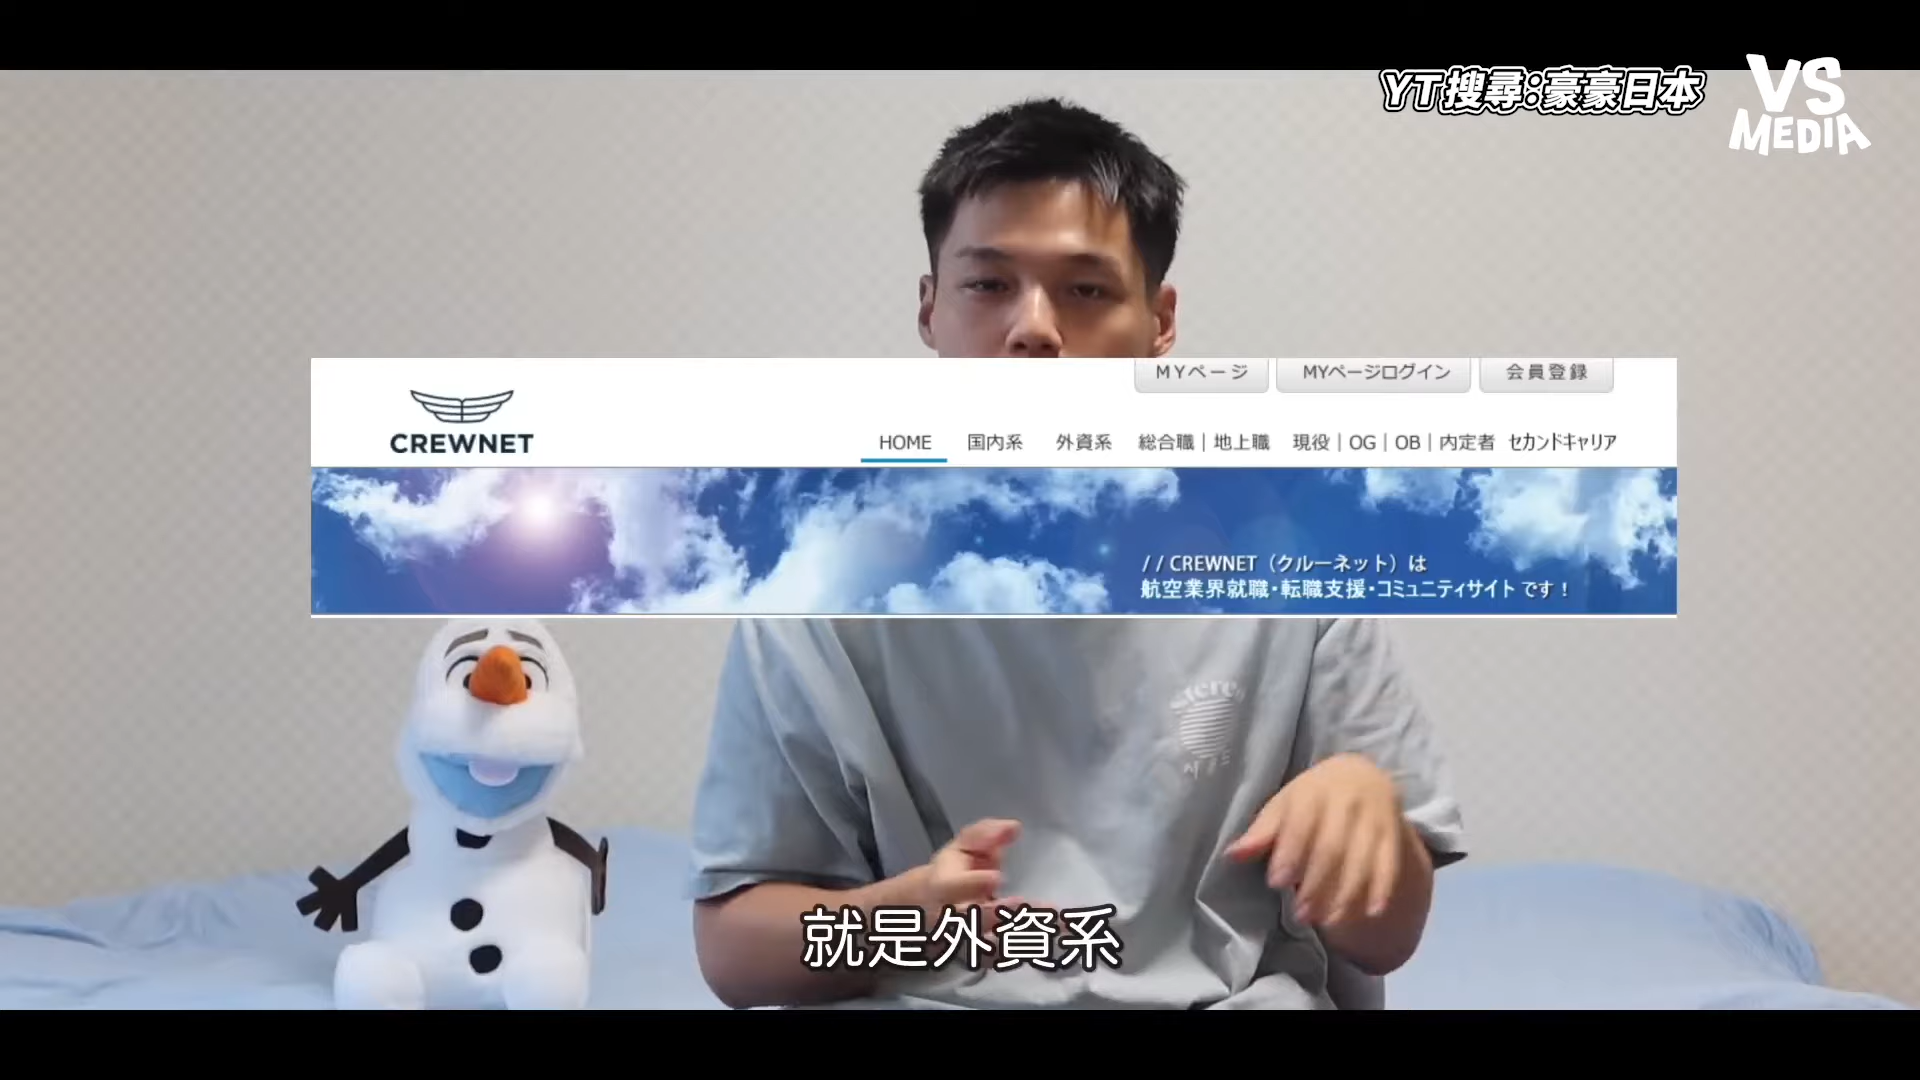 YT搜尋:豪豪日本
VS
MEDIA
MYページ
MYページログイン
会員登録
CREWNET
HOME
国内系
外資系
総合職|地上職
現役|OG|OB|内定者
セカンドキャリア
//CREWNET(クルーネット)は
航空業界就職・転職支援・コミュニティサイトです!
就是外資系